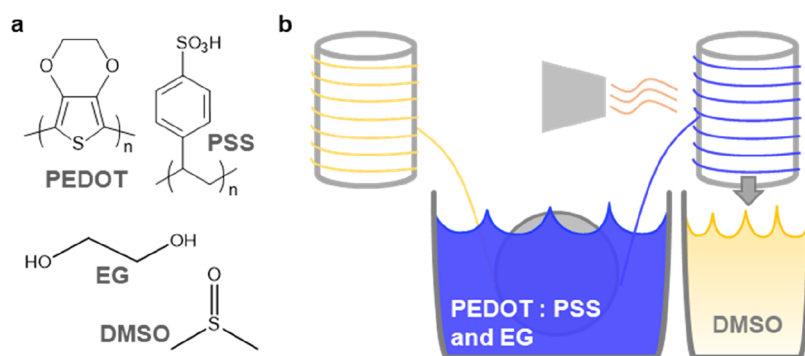 a
SO₃H
O
O
S
n
PEDOT
PSS
n
HO
OH
EG
O
S
DMSO
b
PEDOT : PSS
and EG
DMSO